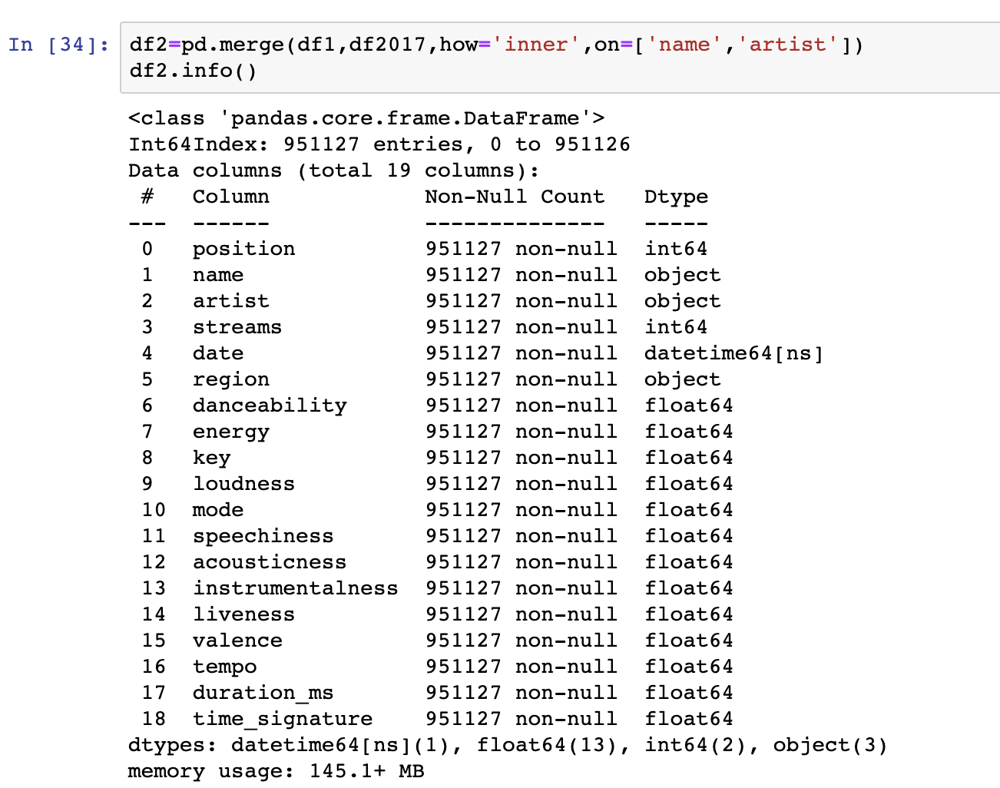 In [34]: df2=pd.merge(df1,df2017,how='inner',on=['name','artist'])
df2.info()
<class 'pandas.core.frame.DataFrame'>
Int64Index: 951127 entries, 0 to 951126
Data columns (total 19 columns):
 #   Column            Non-Null Count   Dtype
---  ------            --------------   -----
 0   position          951127 non-null  int64
 1   name              951127 non-null  object
 2   artist            951127 non-null  object
 3   streams           951127 non-null  int64
 4   date              951127 non-null  datetime64[ns]
 5   region            951127 non-null  object
 6   danceability      951127 non-null  float64
 7   energy            951127 non-null  float64
 8   key               951127 non-null  float64
 9   loudness          951127 non-null  float64
 10  mode              951127 non-null  float64
 11  speechiness       951127 non-null  float64
 12  acousticness      951127 non-null  float64
 13  instrumentalness  951127 non-null  float64
 14  liveness          951127 non-null  float64
 15  valence           951127 non-null  float64
 16  tempo             951127 non-null  float64
 17  duration_ms       951127 non-null  float64
 18  time_signature    951127 non-null  float64
dtypes: datetime64[ns](1), float64(13), int64(2), object(3)
memory usage: 145.1+ MB